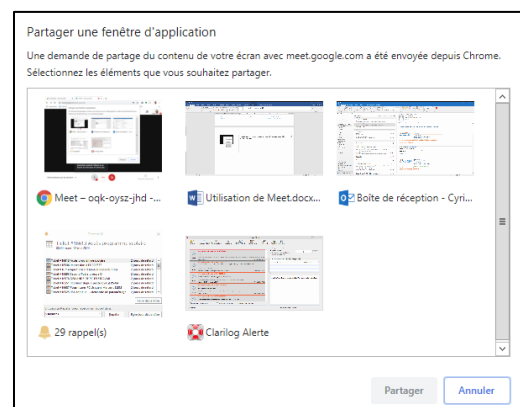 Partager une fenêtre d'application
Une demande de partage du contenu de votre écran avec meet.google.com a été envoyée depuis Chrome.
Sélectionnez les éléments que vous souhaitez partager.
Meet – oqk-oysz-jhd -...
Utilisation de Meet.docx...
Boîte de réception - Cyri...
29 rappel(s)
Clarilog Alerte
Partager
Annuler